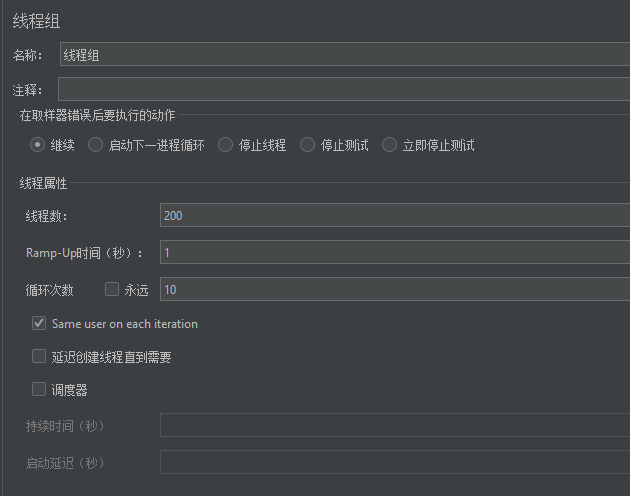 线程组
名称： 线程组
注释：
在取样器错误后要执行的动作
继续 启动下一进程循环 停止线程 停止测试 立即停止测试
线程属性
线程数： 200
Ramp-Up时间（秒）： 1
循环次数 永远 10
Same user on each iteration
延迟创建线程直到需要
调度器
持续时间（秒）
启动延迟（秒）